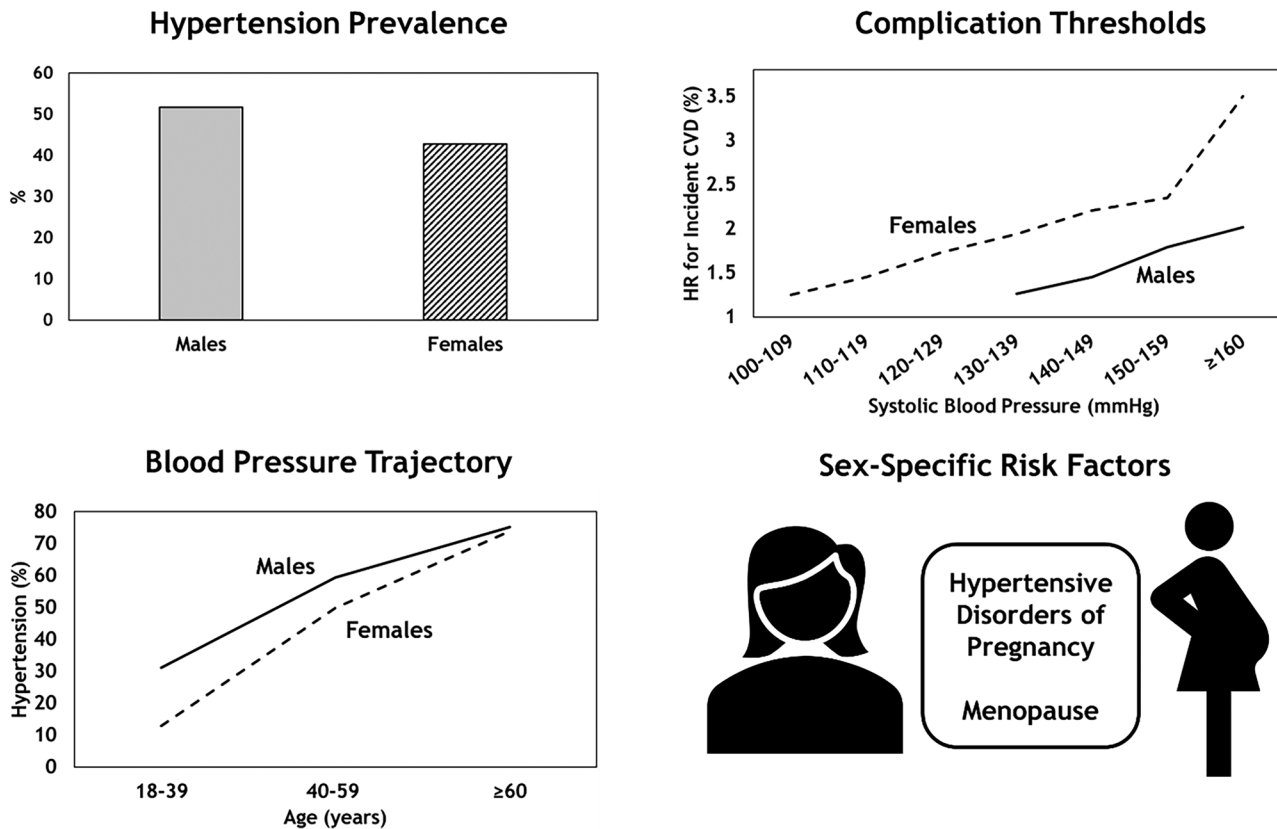 Hypertension Prevalence
60
50
40
30
20
10
0
%
Males
Females
Complication Thresholds
3.5
3
2.5
2
1.5
1
HR for Incident CVD (%)
Females
Males
100-109
110-119
120-129
130-139
140-149
150-159
≥160
Systolic Blood Pressure (mmHg)
Blood Pressure Trajectory
80
70
60
50
40
30
20
10
0
Hypertension (%)
Males
Females
18-39
40-59
≥60
Age (years)
Sex-Specific Risk Factors
Hypertensive
Disorders of
Pregnancy
Menopause